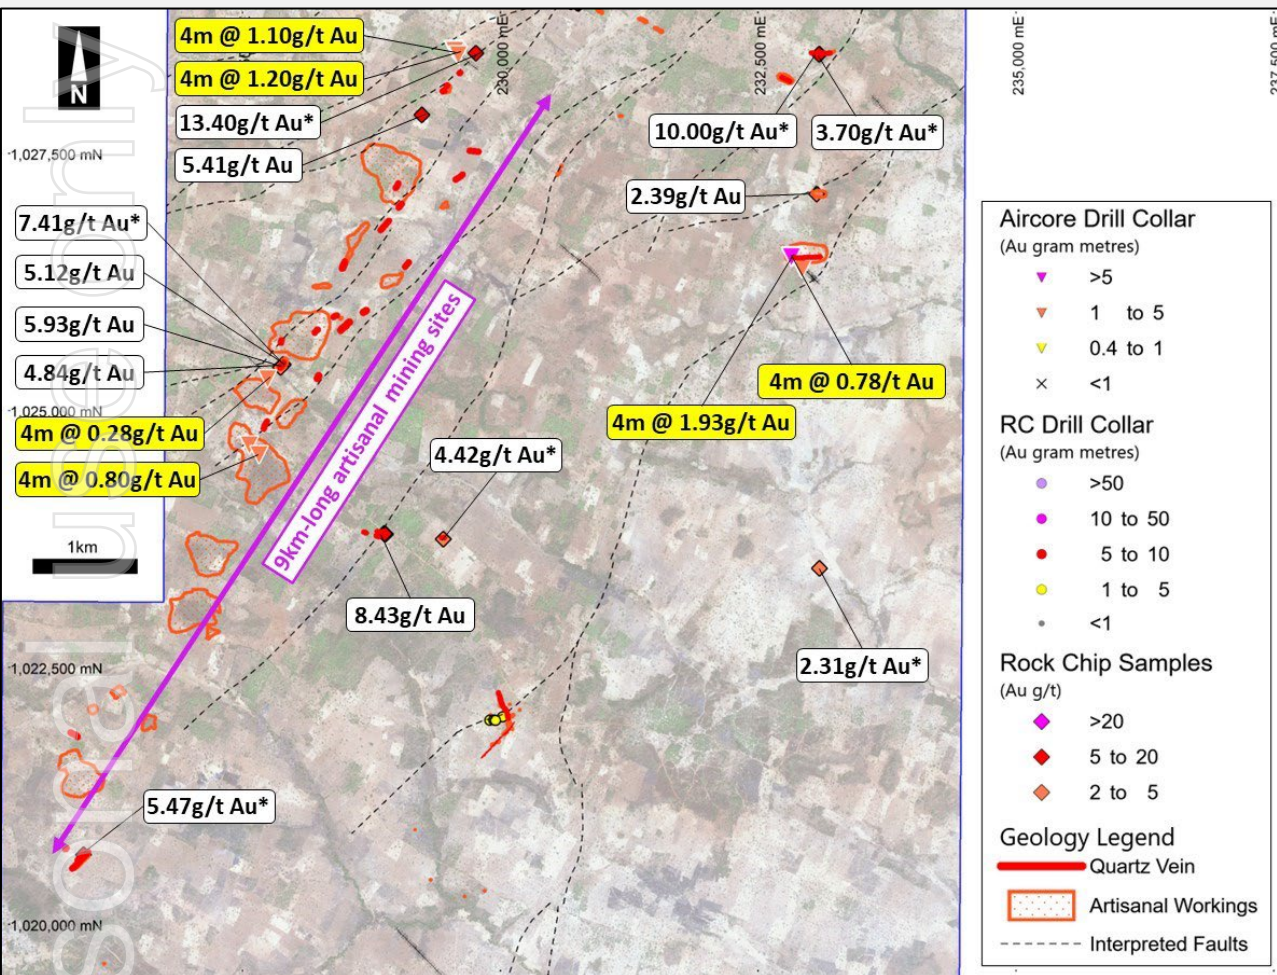 4m @ 1.10g/t Au
4m @ 1.20g/t Au
13.40g/t Au*
5.41g/t Au
230,000 mE
232,500 mE
235,000 mE
237,500 mE
N
1,027,500 mN
10.00g/t Au*
3.70g/t Au*
2.39g/t Au
7.41g/t Au*
5.12g/t Au
5.93g/t Au
4.84g/t Au
1,025,000 mN
4m @ 0.28g/t Au
4m @ 0.80g/t Au
9km-long artisanal mining sites
4m @ 0.78/t Au
4m @ 1.93g/t Au
4.42g/t Au*
1km
8.43g/t Au
2.31g/t Au*
1,022,500 mN
5.47g/t Au*
1,020,000 mN
sonal use only
Aircore Drill Collar
(Au gram metres)
>5
1 to 5
0.4 to 1
<1
RC Drill Collar
(Au gram metres)
>50
10 to 50
5 to 10
1 to 5
<1
Rock Chip Samples
(Au g/t)
>20
5 to 20
2 to 5
Geology Legend
Quartz Vein
Artisanal Workings
Interpreted Faults